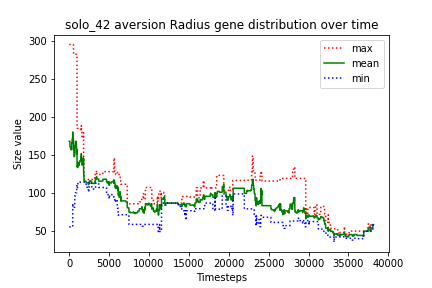 solo_42 aversion Radius gene distribution over time
300
250
200
150
100
50
Size value
max
mean
min
0 5000 10000 15000 20000 25000 30000 35000 40000
Timesteps